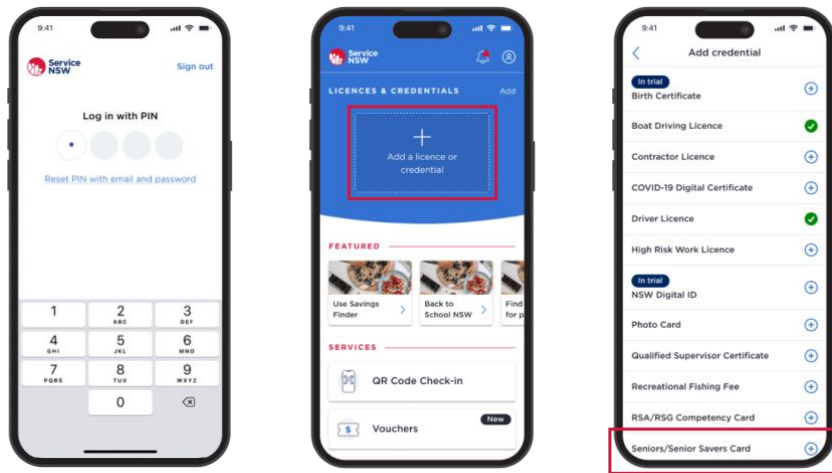 9:41
Service
NSW
Sign out
Log in with PIN
Reset PIN with email and password
1
2
ABC
3
DEF
4
GHI
5
JKL
6
MNO
7
PQRS
8
TUV
9
WXYZ
0
9:41
Service
NSW
LICENCES & CREDENTIALS Add
Add a licence or
credential
FEATURED
Use Savings
Finder
Back to
School NSW
Find
for p
SERVICES
QR Code Check-in
New
Vouchers
9:41
Add credential
In trial
Birth Certificate
Boat Driving Licence
Contractor Licence
COVID-19 Digital Certificate
Driver Licence
High Risk Work Licence
In trial
NSW Digital ID
Photo Card
Qualified Supervisor Certificate
Recreational Fishing Fee
RSA/RSG Competency Card
Seniors/Senior Savers Card